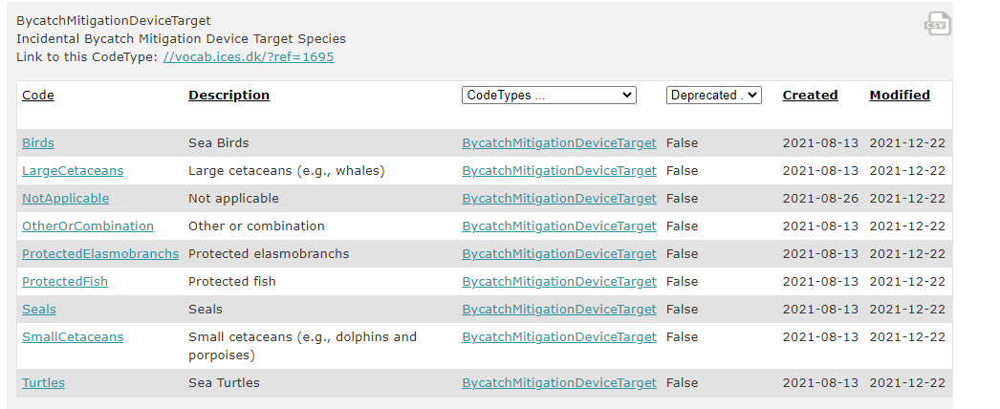 BycatchMitigationDeviceTarget
Incidental Bycatch Mitigation Device Target Species
Link to this CodeType: //vocab.ices.dk/?ref=1695
CSV
Code Description CodeTypes ... Deprecated . Created Modified
Birds Sea Birds BycatchMitigationDeviceTarget False 2021-08-13 2021-12-22
LargeCetaceans Large cetaceans (e.g., whales) BycatchMitigationDeviceTarget False 2021-08-13 2021-12-22
NotApplicable Not applicable BycatchMitigationDeviceTarget False 2021-08-26 2021-12-22
OtherOrCombination Other or combination BycatchMitigationDeviceTarget False 2021-08-13 2021-12-22
ProtectedElasmobranchs Protected elasmobranchs BycatchMitigationDeviceTarget False 2021-08-13 2021-12-22
ProtectedFish Protected fish BycatchMitigationDeviceTarget False 2021-08-13 2021-12-22
Seals Seals BycatchMitigationDeviceTarget False 2021-08-13 2021-12-22
SmallCetaceans Small cetaceans (e.g., dolphins and BycatchMitigationDeviceTarget False 2021-08-13 2021-12-22
porpoises)
Turtles Sea Turtles BycatchMitigationDeviceTarget False 2021-08-13 2021-12-22